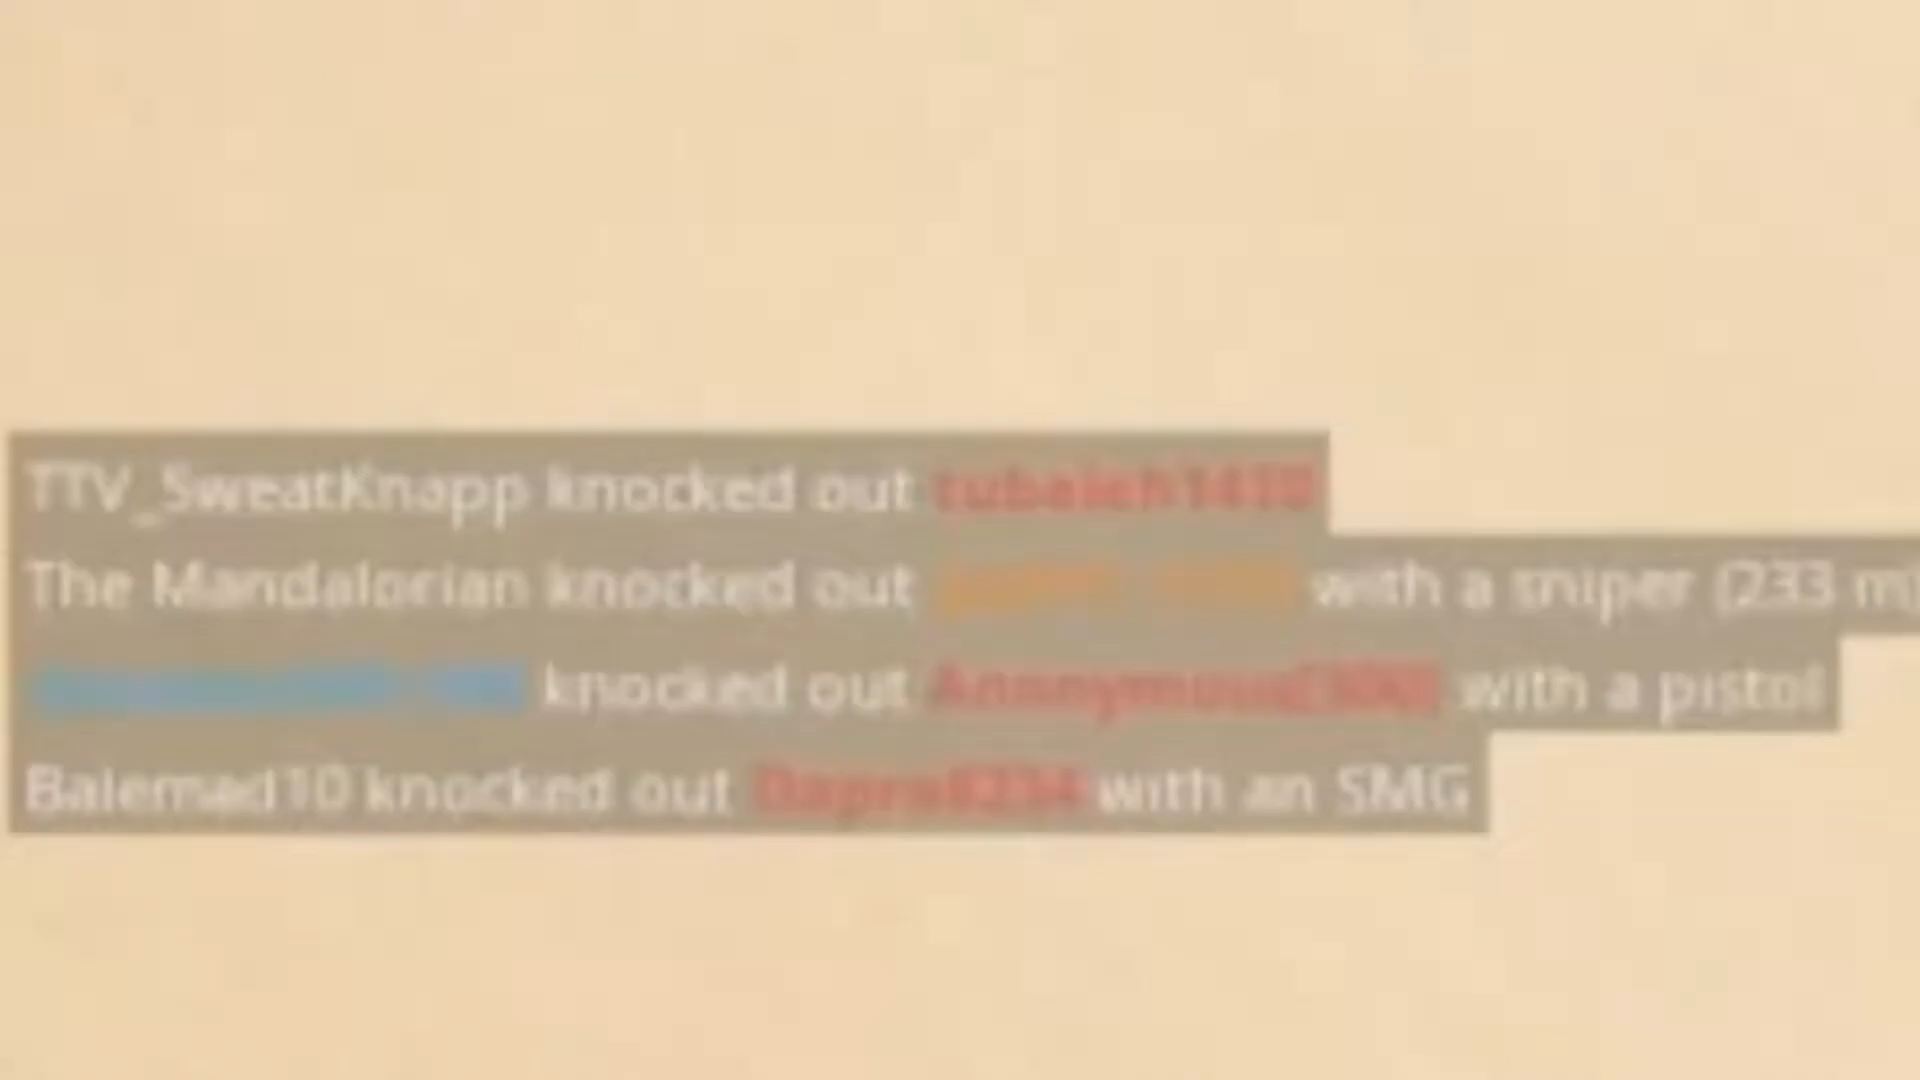 TTV_SweatKnapp knocked out
The Mandalorian knocked out with a sniper (233 m)
knocked out with a pistol
Balemad10 knocked out with an SMG